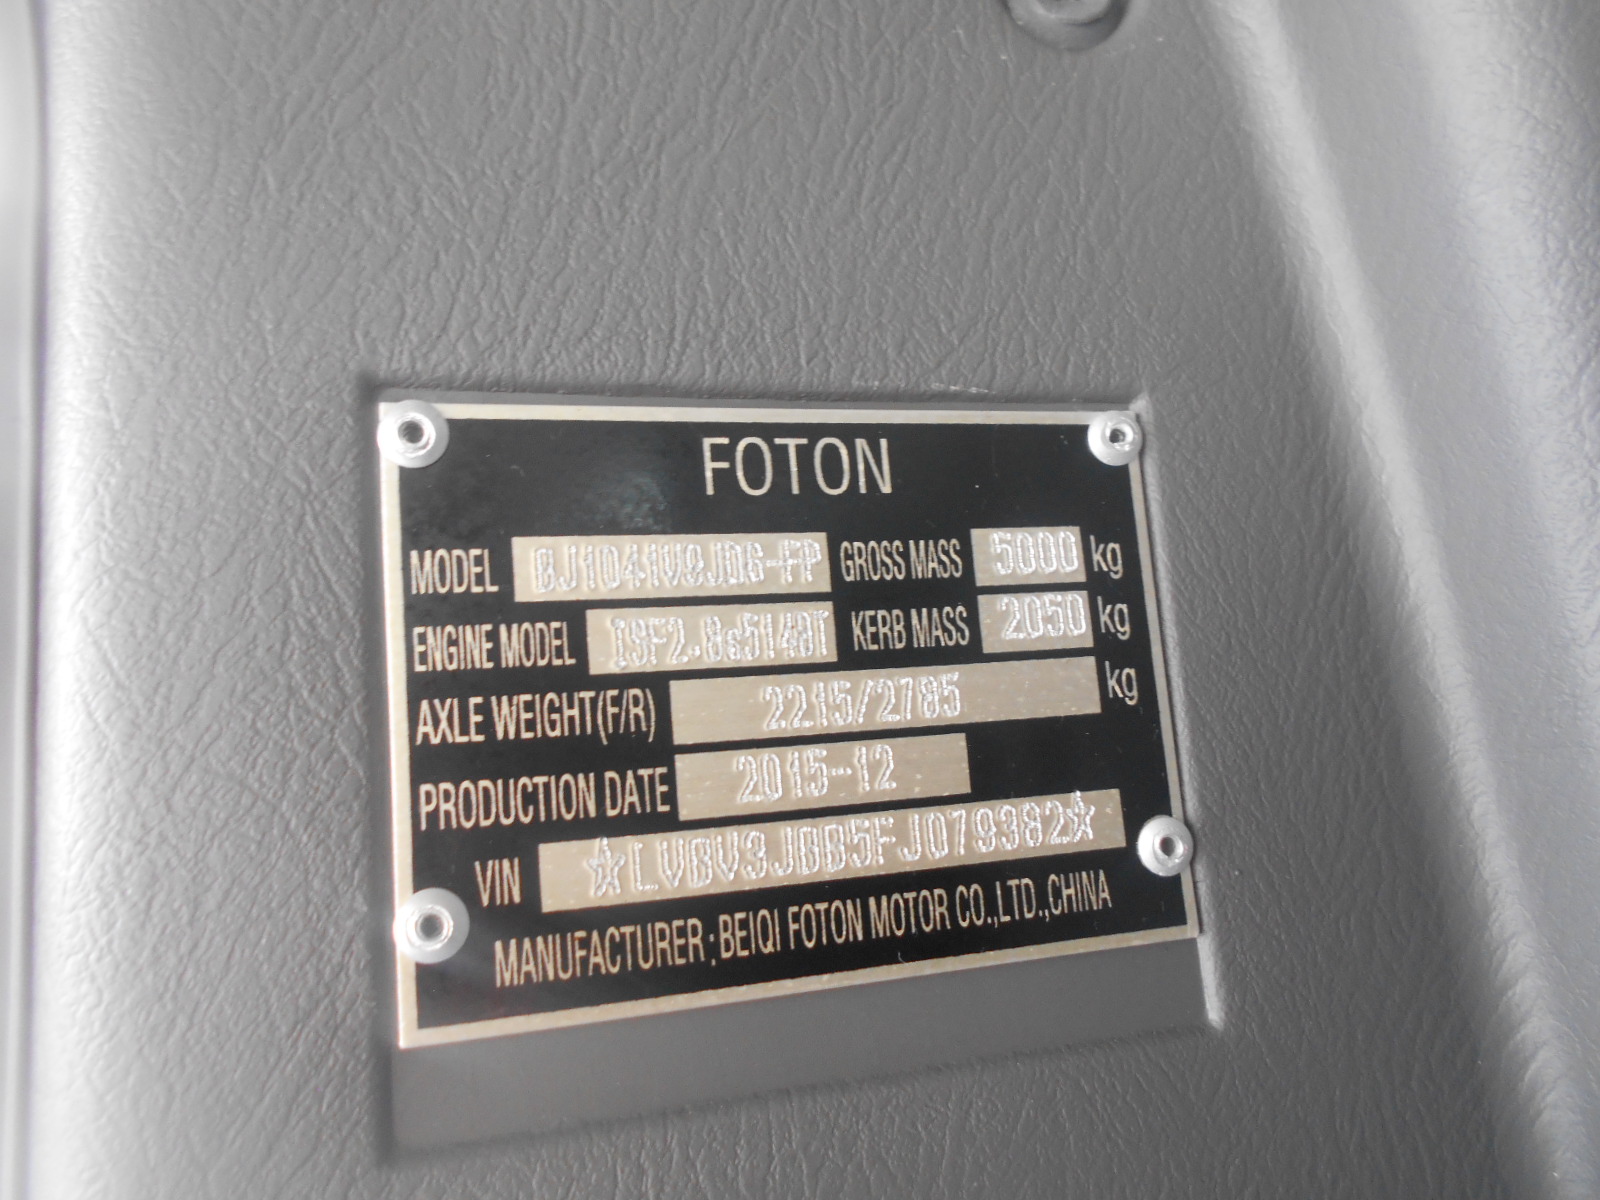 FOTON
MODEL BJ1041V9JD6-FP GROSS MASS 5000 kg
ENGINE MODEL ISF2.8s5148T KERB MASS 2050 kg
AXLE WEIGHT(F/R) 2215/2785 kg
PRODUCTION DATE 2015-12
VIN ☆LVBV3JBB5FJ079382☆
MANUFACTURER:BEIQI FOTON MOTOR CO.,LTD.,CHINA